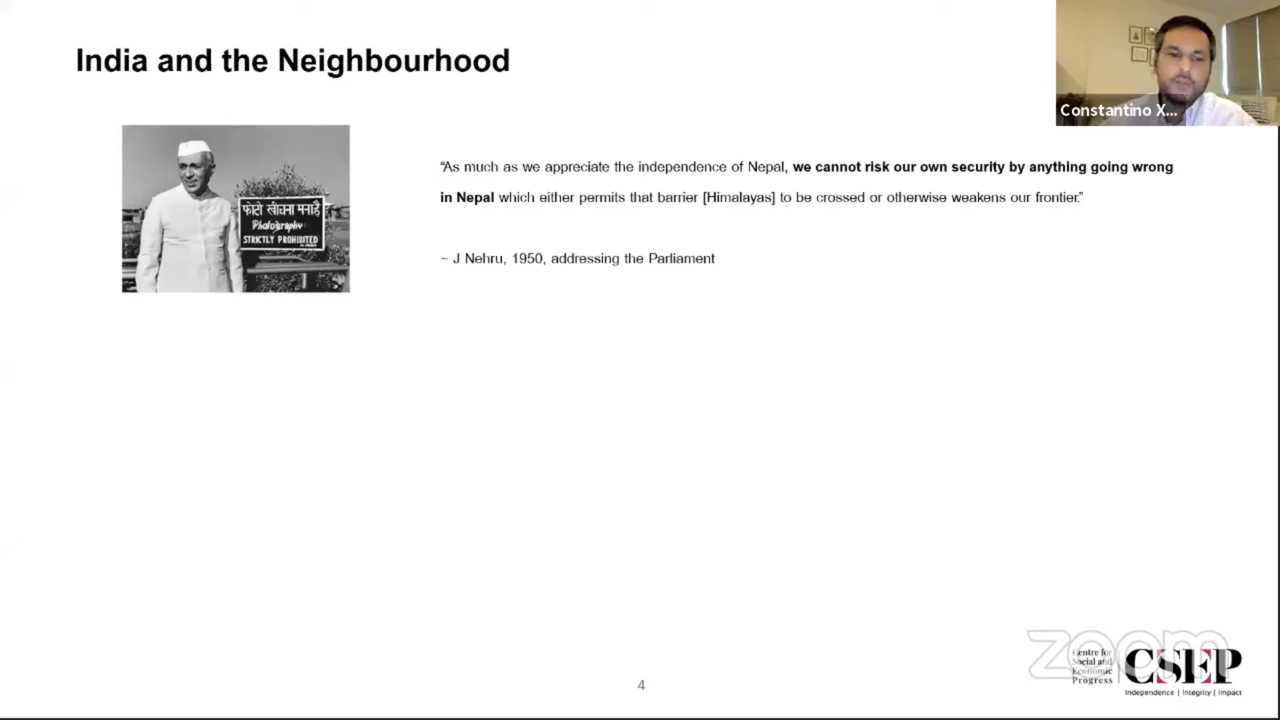 India and the Neighbourhood
Constantino X...
फोटो खींचना मना है
Photography
STRICTLY PROHIBITED
“As much as we appreciate the independence of Nepal, we cannot risk our own security by anything going wrong
in Nepal which either permits that barrier [Himalayas] to be crossed or otherwise weakens our frontier.”
~ J Nehru, 1950, addressing the Parliament
zoom
Centre for
Social and
Economic
Progress
CSEP
Independence | Integrity | Impact
4